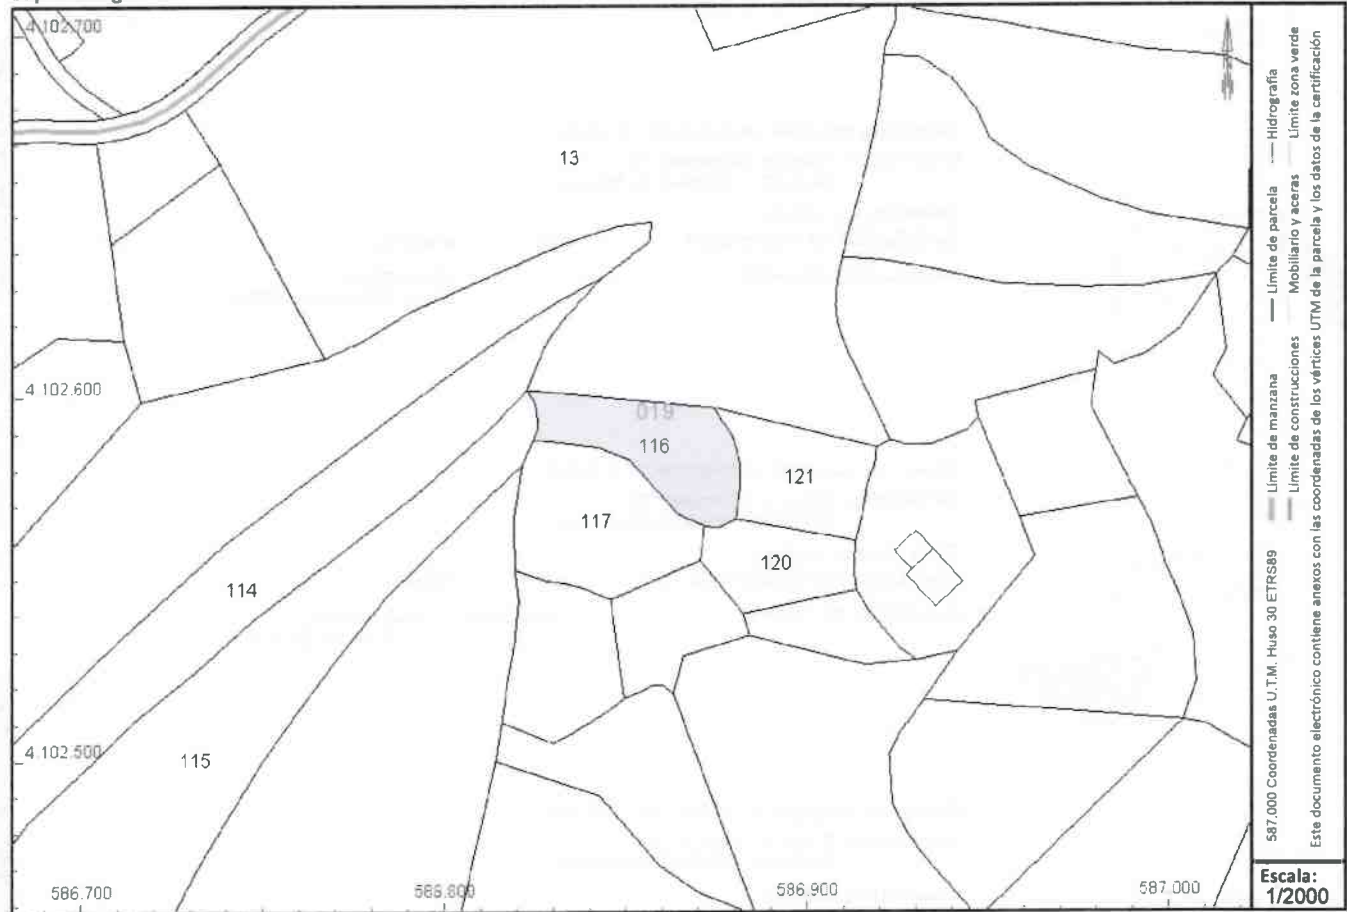 4.102.700
13
4.102.600
019
116
121
117
120
114
4.102.500
115
586.700
586.800
586.900
587.000
Límite de manzana
Límite de parcela
Hidrografía
Límite de construcciones
Mobiliario y aceras
Límite zona verde
587.000 Coordenadas U.T.M. Huso 30 ETRS89
Este documento electrónico contiene anexos con las coordenadas de los vértices UTM de la parcela y los datos de la certificación
Escala:
1/2000